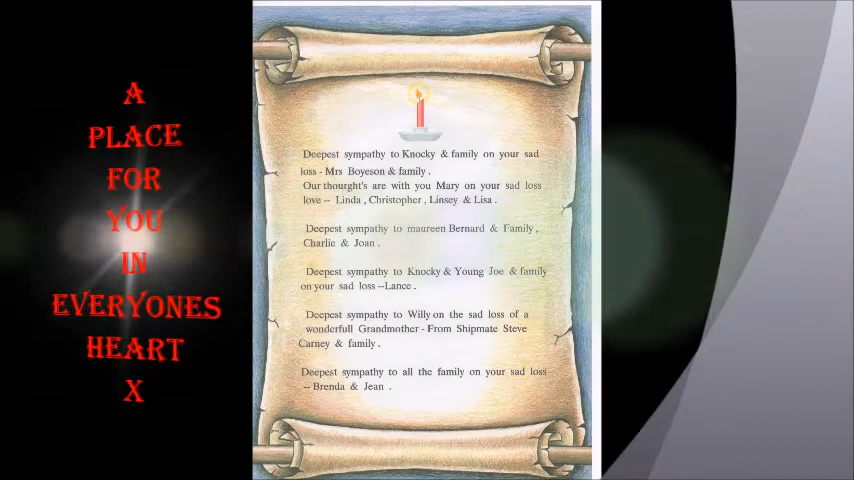 A
PLACE
FOR
YOU
IN
EVERYONES
HEART
X
Deepest sympathy to Knocky & family on your sad
loss - Mrs Boyeson & family .
Our thourght's are with you Mary on your sad loss
love -- Linda , Christopher , Linsey & Lisa .
Deepest sympathy to maureen Bernard & Family ,
Charlie & Joan .
Deepest sympathy to Knocky & Young Joe & family
on your sad loss --Lance .
Deepest sympathy to Willy on the sad loss of a
wonderfull Grandmother - From Shipmate Steve
Carney & family .
Deepest sympathy to all the family on your sad loss
-- Brenda & Jean .